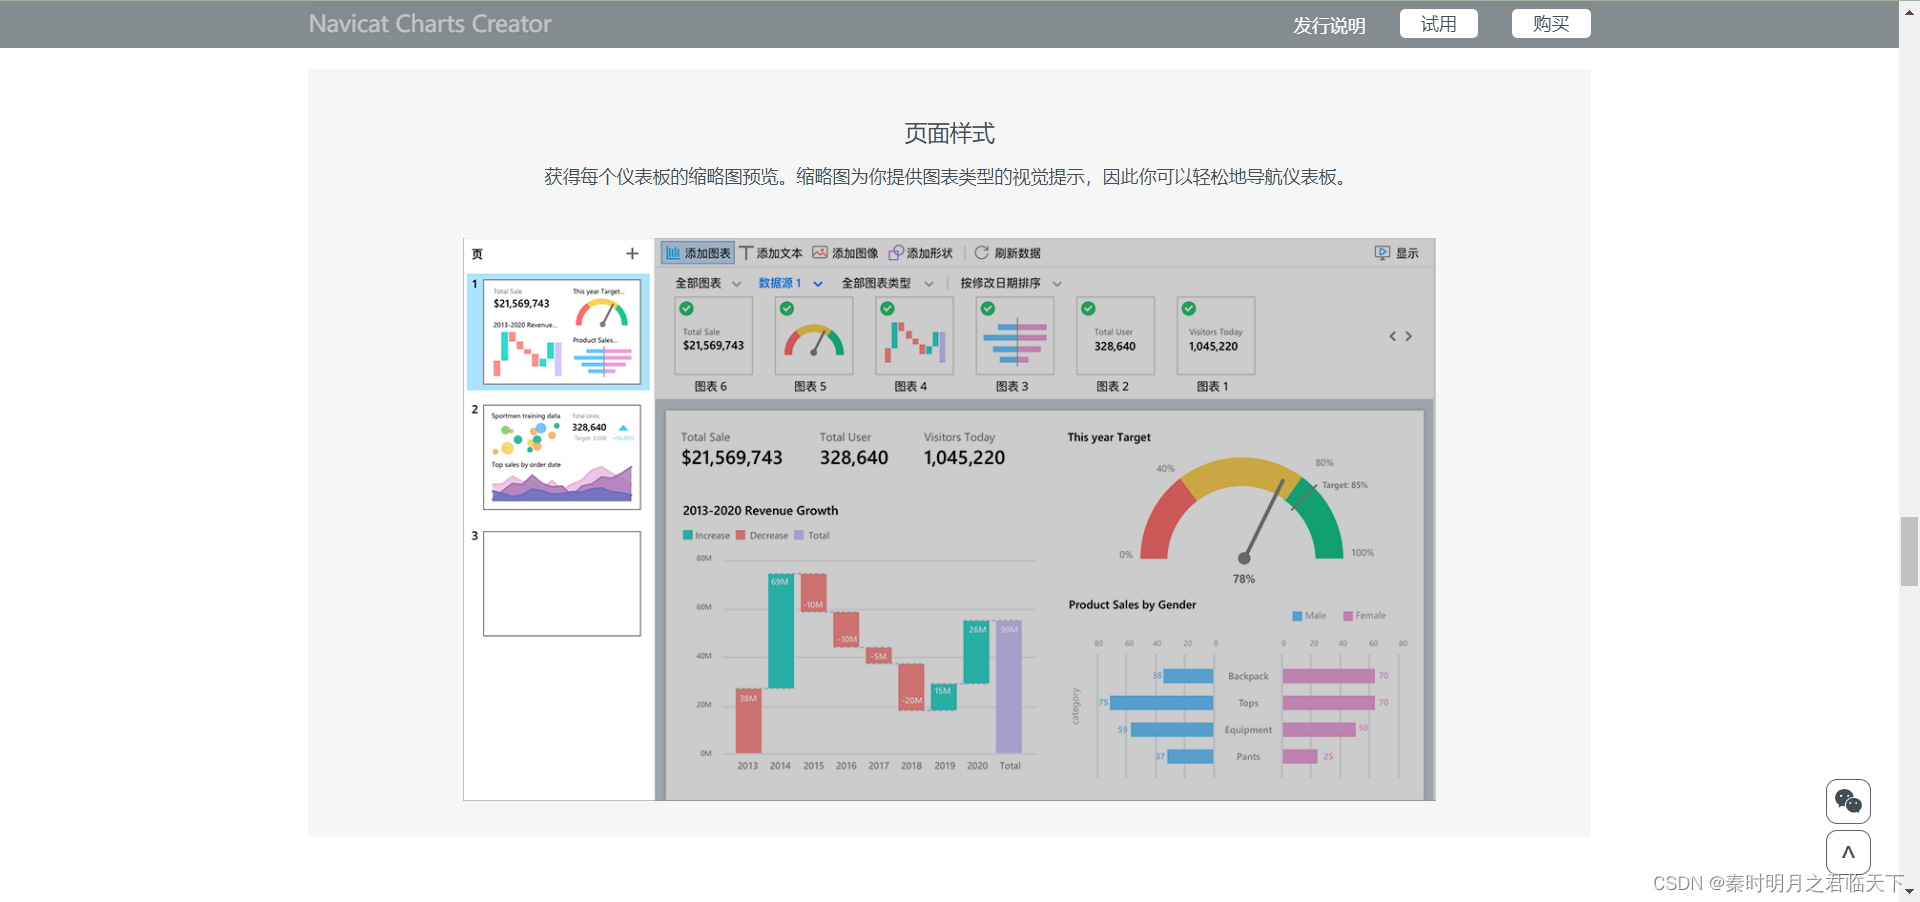 Navicat Charts Creator
发行说明
试用
购买
页面样式
获得每个仪表板的缩略图预览。缩略图为你提供图表类型的视觉提示，因此你可以轻松地导航仪表板。
页
添加图表
添加文本
添加图像
添加形状
刷新数据
显示
全部图表
数据源 1
全部图表类型
按修改日期排序
Total Sale
$21,569,743
图表 6
图表 5
图表 4
图表 3
Total User
328,640
图表 2
Visitors Today
1,045,220
图表 1
1
Total Sale
$21,569,743
This year Target...
2013-2020 Revenue...
Product Sales...
2
Sportmen training data
Total Units
328,640
Target: 3,000
+99.00%
Top sales by order date
3
Total Sale
$21,569,743
Total User
328,640
Visitors Today
1,045,220
This year Target
0%
40%
80%
Target: 85%
100%
78%
2013-2020 Revenue Growth
Increase
Decrease
Total
80M
60M
40M
20M
0M
38M
69M
-10M
-10M
-5M
-20M
15M
26M
90M
2013 2014 2015 2016 2017 2018 2019 2020 Total
Product Sales by Gender
Male
Female
80 60 40 20 0
0 20 40 60 80
category
38 Backpack 70
75 Tops 70
59 Equipment 50
37 Pants 25
CSDN @秦时明月之君临天下